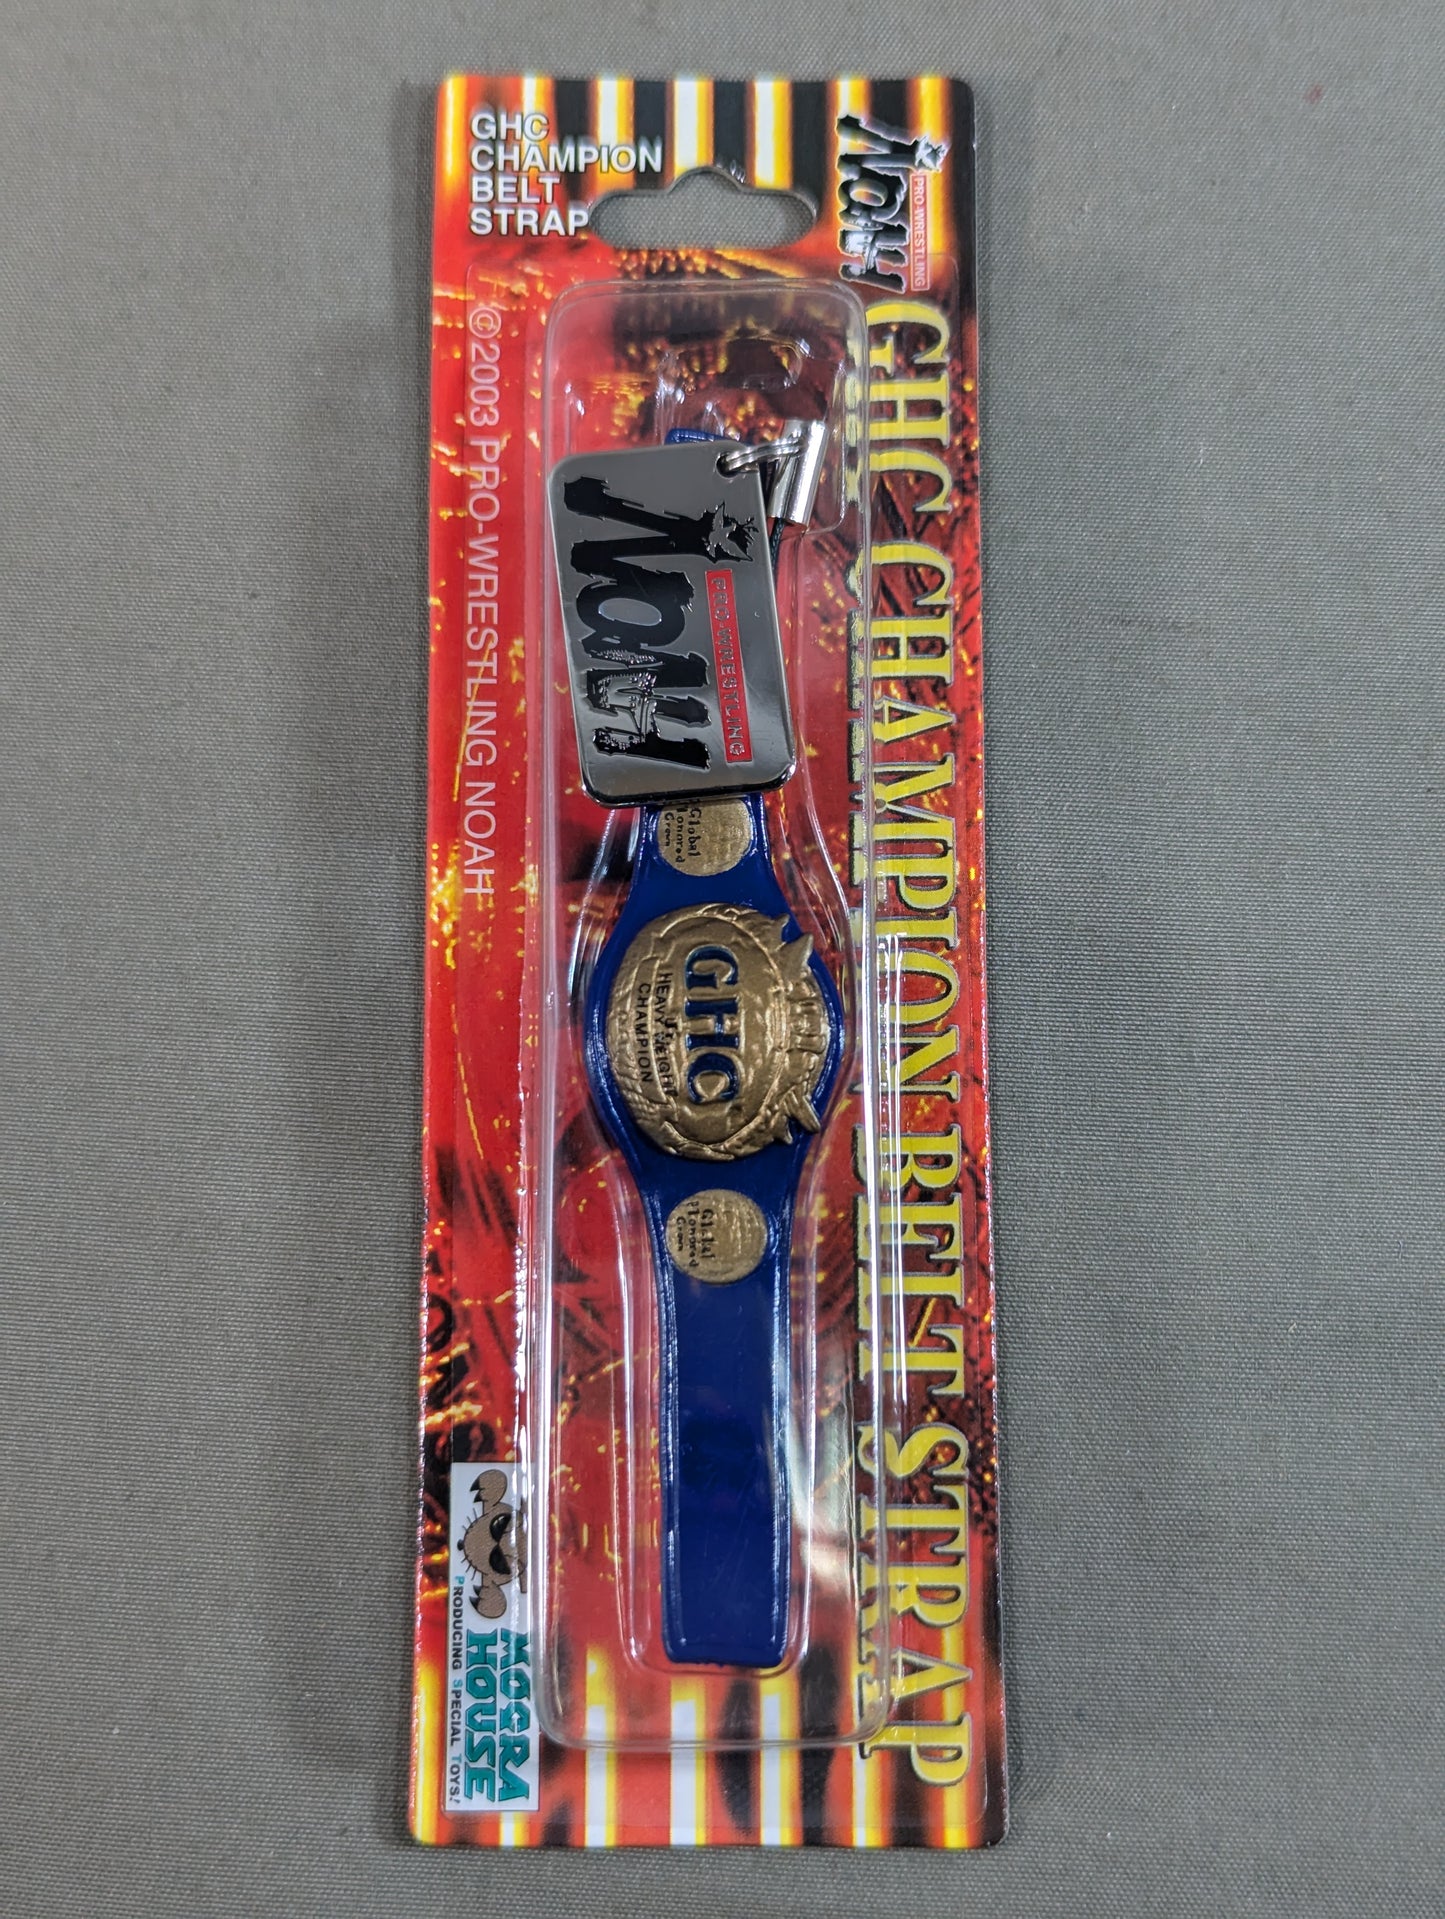 GHC
CHAMPION
BELT
STRAP
NOAH
PRO-WRESTLING
GHC CHAMPION BELT STRAP
©2003 PRO-WRESTLING NOAH
NOAH
PRO-WRESTLING
Global
Honored
Crown
GHC
Jr.
HEAVYWEIGHT
CHAMPION
Global
Honored
Crown
MOGRA
HOUSE
PRODUCING SPECIAL TOYS!